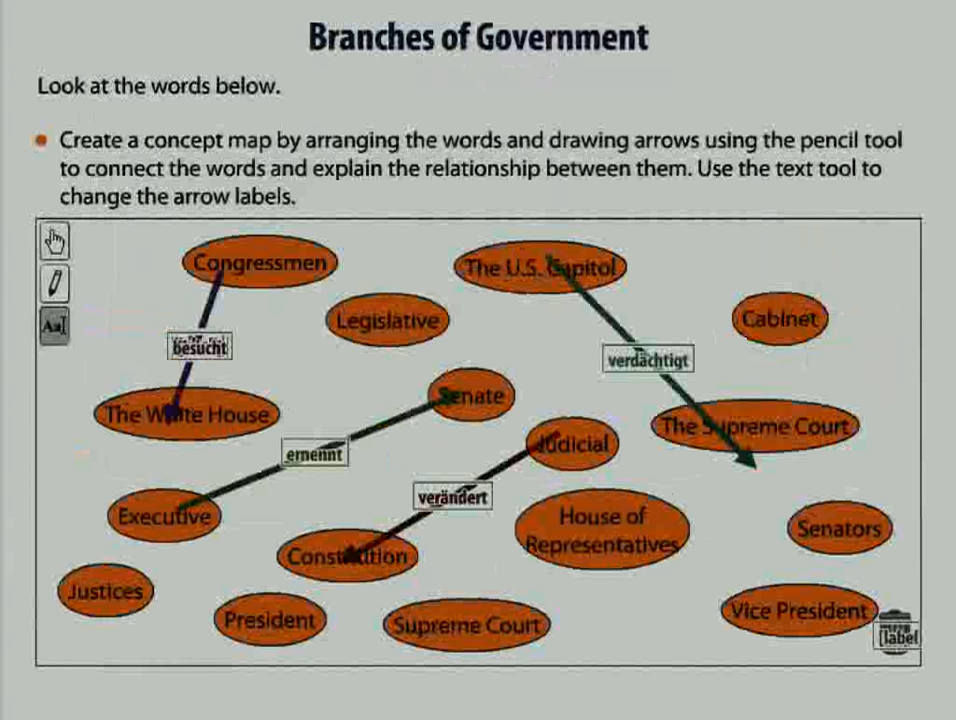 Branches of Government
Look at the words below.
• Create a concept map by arranging the words and drawing arrows using the pencil tool
to connect the words and explain the relationship between them. Use the text tool to
change the arrow labels.
Congressmen
The U.S. Capitol
Legislative
Cabinet
AaI
besucht
verdächtigt
Senate
The White House
The Supreme Court
Judicial
ernennt
verändert
Executive
House of
Representatives
Senators
Constitution
Justices
President
Supreme Court
Vice President
[label